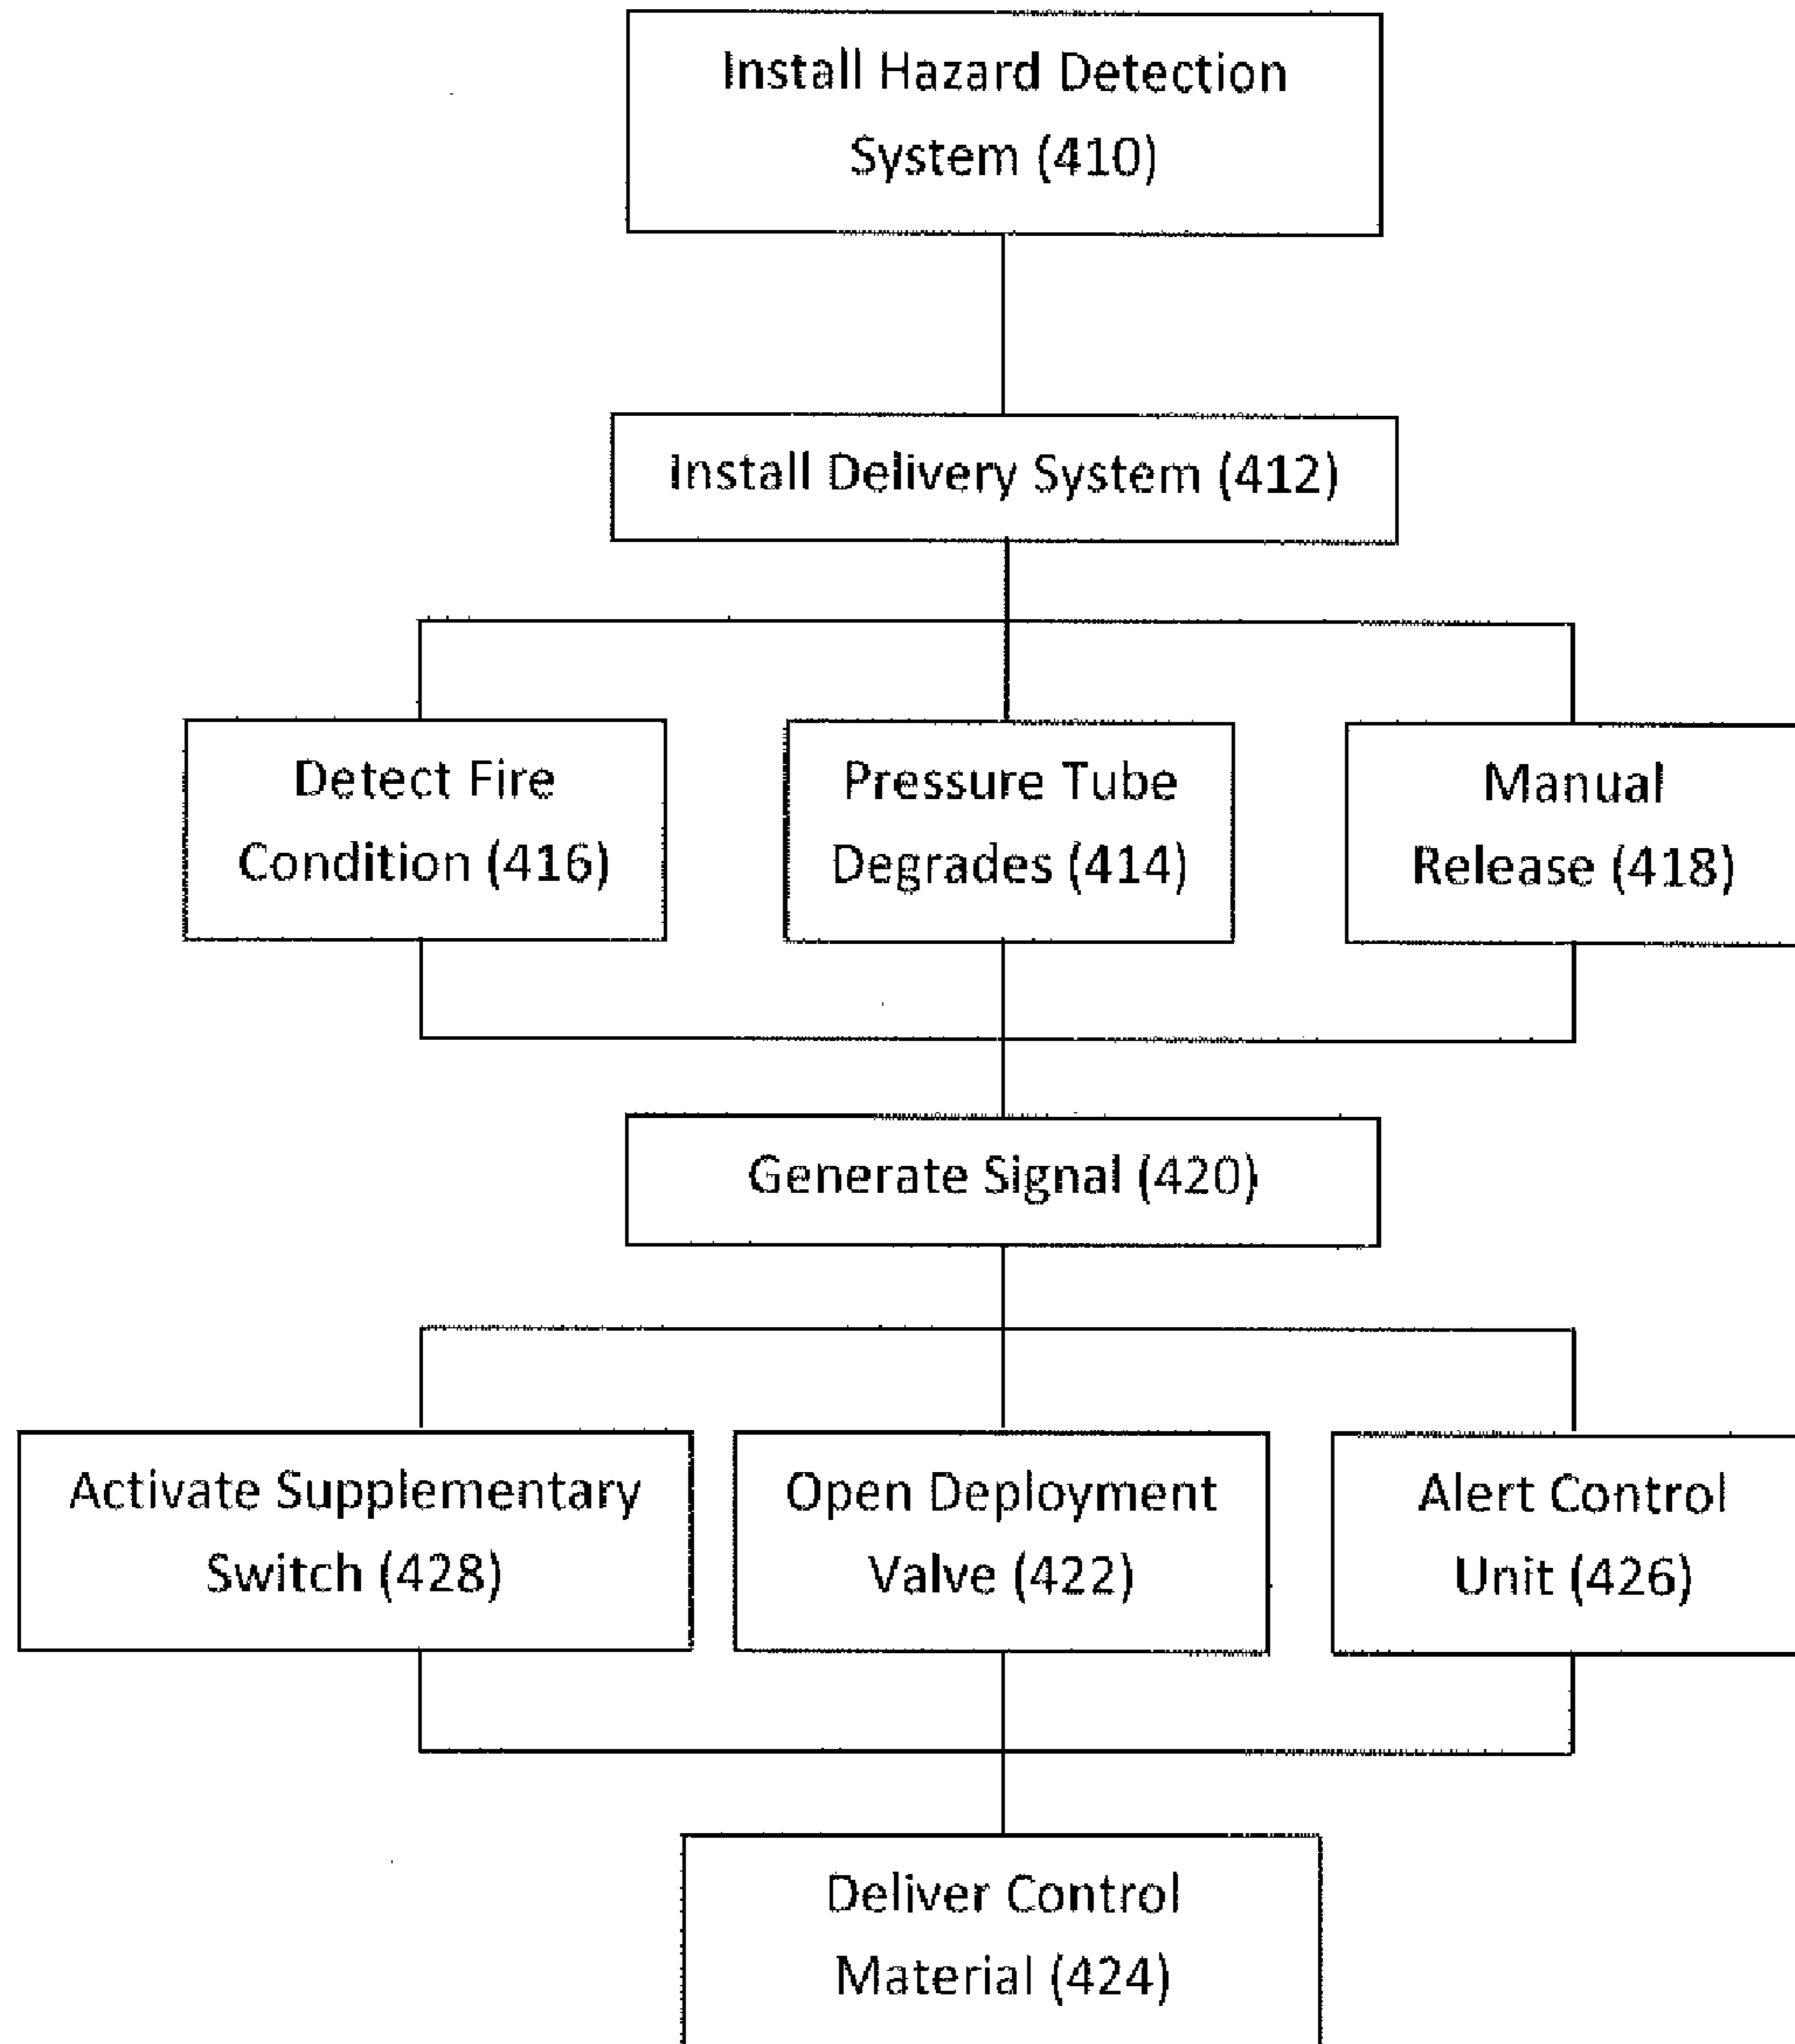 Install Hazard Detection
System (410)
Install Delivery System (412)
Detect Fire
Condition (416)
Pressure Tube
Degrades (414)
Manual
Release (418)
Generate Signal (420)
Activate Supplementary
Switch (428)
Open Deployment
Valve (422)
Alert Control
Unit (426)
Deliver Control
Material (424)